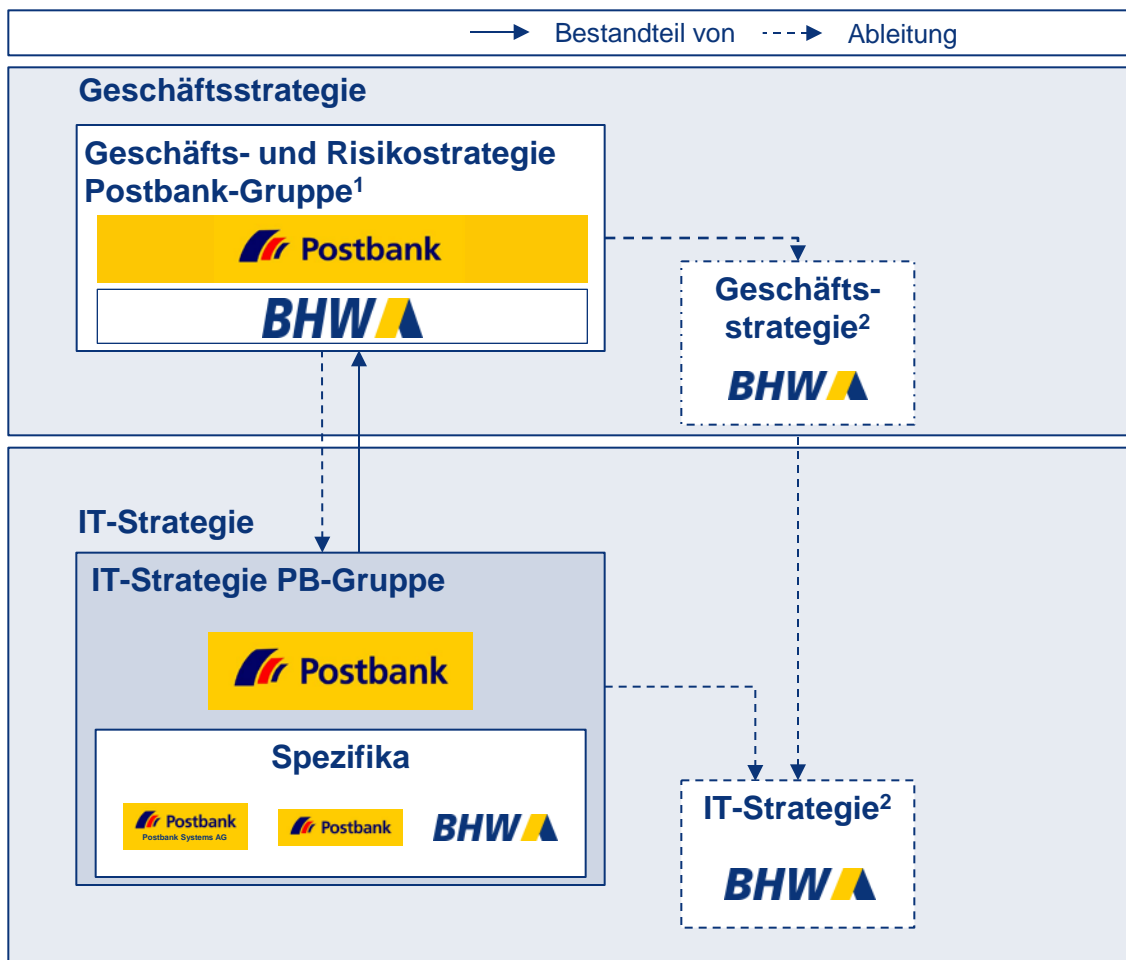 Bestandteil von
Ableitung
Geschäftsstrategie
Geschäfts- und Risikostrategie
Postbank-Gruppe¹
Postbank
BHW
Geschäfts-
strategie²
BHW
IT-Strategie
IT-Strategie PB-Gruppe
Postbank
Spezifika
Postbank
Postbank Systems AG
Postbank
BHW
IT-Strategie²
BHW